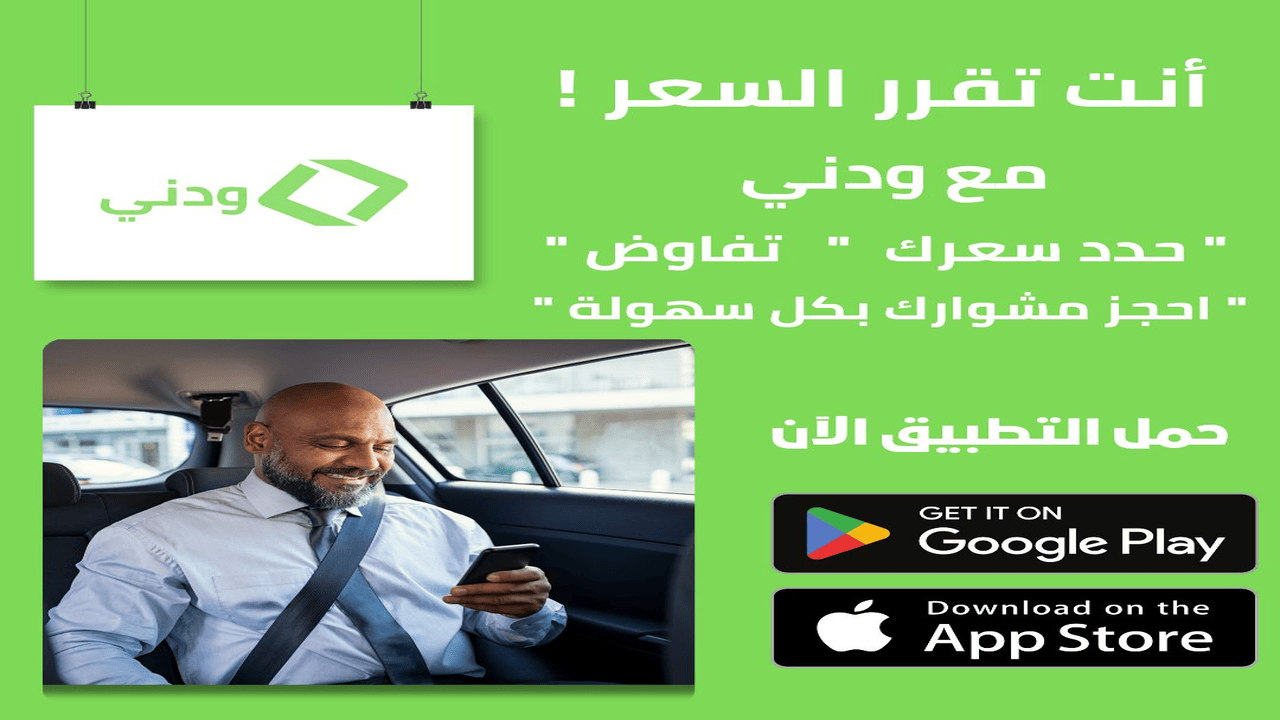 أنت تقرر السعر !
مع ودني
" حدد سعرك " تفاوض "
" احجز مشوارك بكل سهولة "
ودني
حمل التطبيق الآن
GET IT ON
Google Play
Download on the
App Store